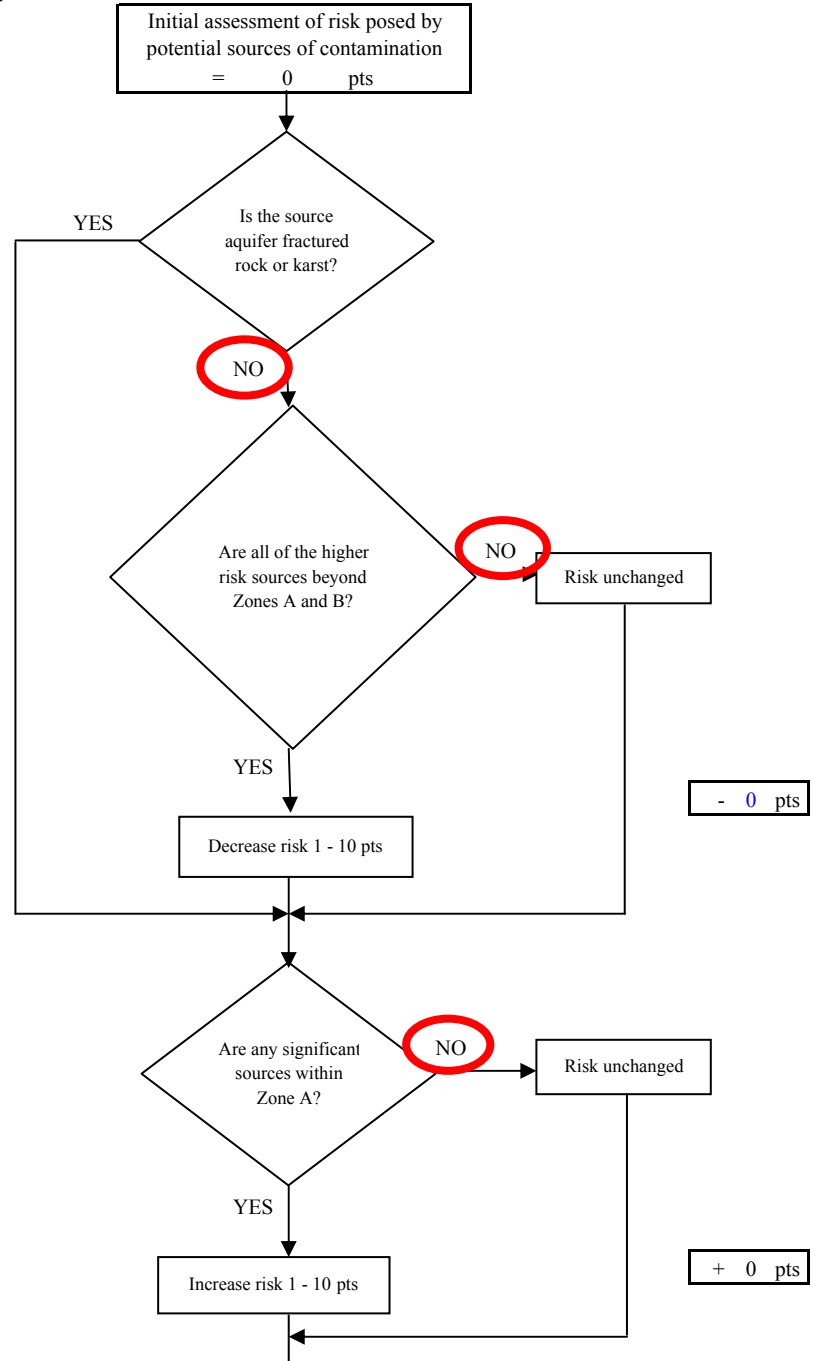 Initial assessment of risk posed by
potential sources of contamination
= 0 pts
YES
Is the source
aquifer fractured
rock or karst?
NO
Are all of the higher
risk sources beyond
Zones A and B?
NO
Risk unchanged
YES
- 0 pts
Decrease risk 1 - 10 pts
Are any significant
sources within
Zone A?
NO
Risk unchanged
YES
+ 0 pts
Increase risk 1 - 10 pts